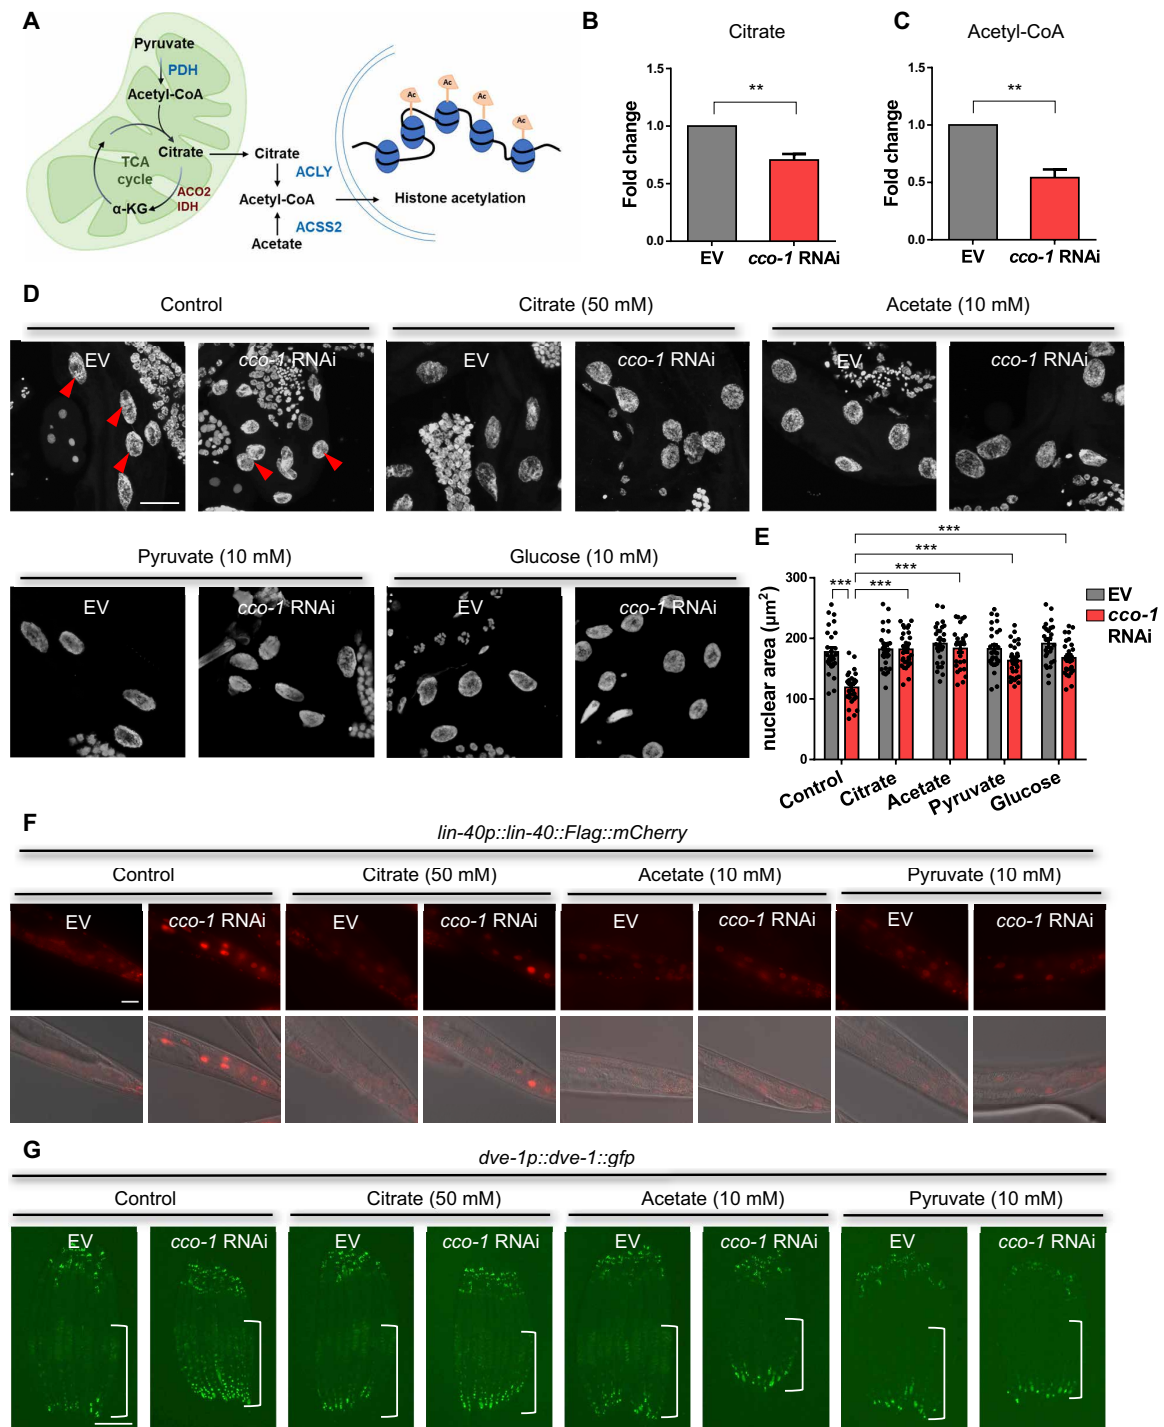 A
Pyruvate
PDH
Acetyl-CoA
Citrate
TCA
cycle
ACO2
IDH
α-KG
Citrate
ACLY
Acetyl-CoA
ACSS2
Acetate
Ac
Ac
Ac
Ac
Histone acetylation
B
Citrate
Fold change
1.5
1.0
0.5
0.0
**
EV
cco-1 RNAi
C
Acetyl-CoA
Fold change
1.5
1.0
0.5
0.0
**
EV
cco-1 RNAi
D
Control
Citrate (50 mM)
Acetate (10 mM)
EV
cco-1 RNAi
EV
cco-1 RNAi
EV
cco-1 RNAi
Pyruvate (10 mM)
Glucose (10 mM)
EV
cco-1 RNAi
EV
cco-1 RNAi
E
nuclear area (μm²)
300
200
100
0
***
***
***
***
***
EV
cco-1
RNAi
Control
Citrate
Acetate
Pyruvate
Glucose
F
lin-40p::lin-40::Flag::mCherry
Control
Citrate (50 mM)
Acetate (10 mM)
Pyruvate (10 mM)
EV
cco-1 RNAi
EV
cco-1 RNAi
EV
cco-1 RNAi
EV
cco-1 RNAi
G
dve-1p::dve-1::gfp
Control
Citrate (50 mM)
Acetate (10 mM)
Pyruvate (10 mM)
EV
cco-1 RNAi
EV
cco-1 RNAi
EV
cco-1 RNAi
EV
cco-1 RNAi